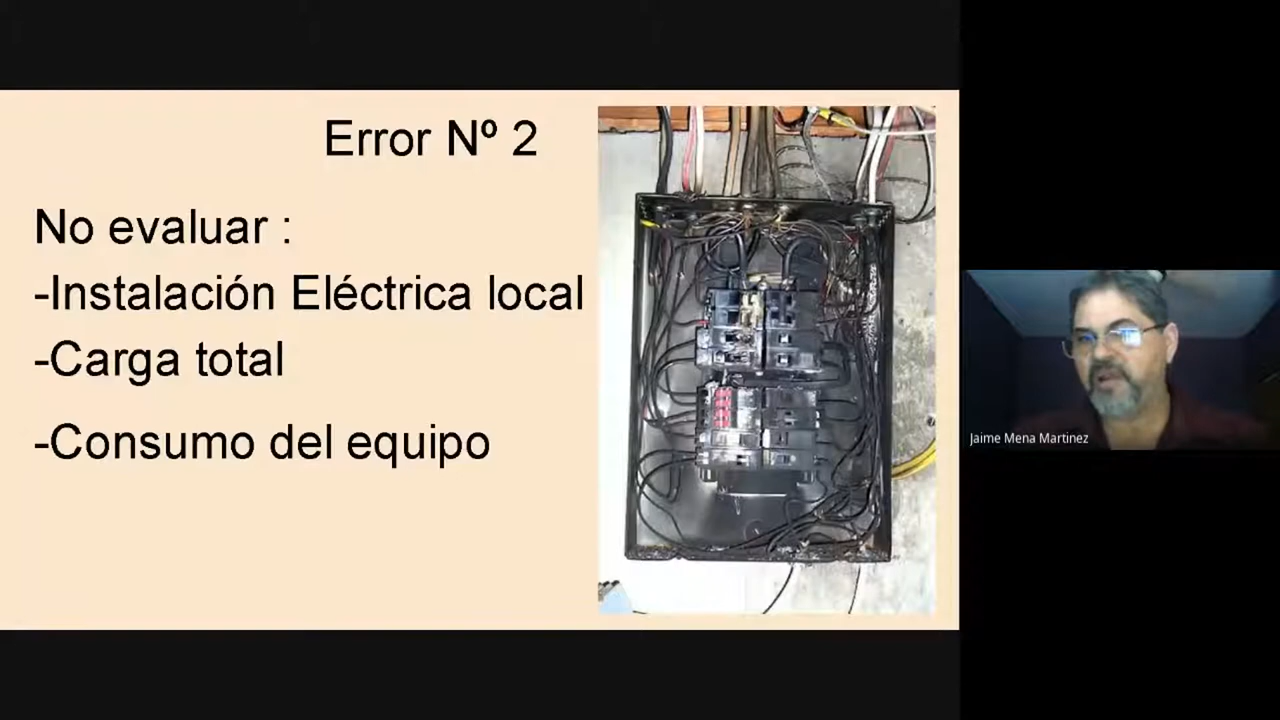 Error Nº 2
No evaluar :
-Instalación Eléctrica local
-Carga total
-Consumo del equipo
Jaime Mena Martinez